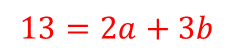 13 = 2a + 3b